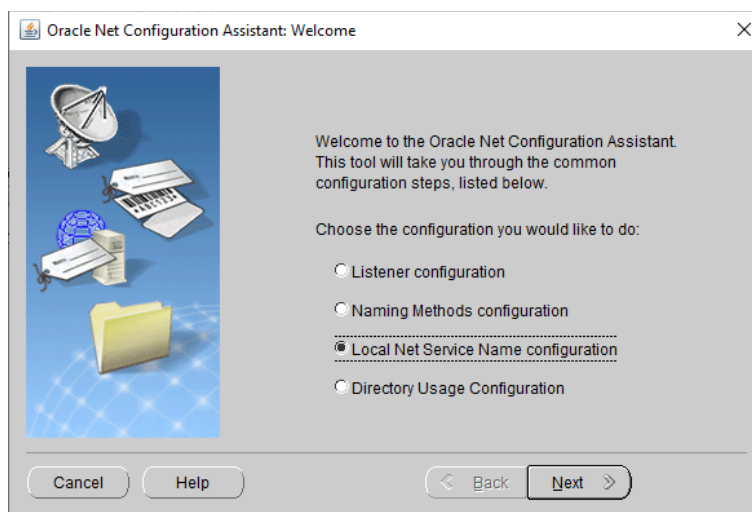 Oracle Net Configuration Assistant: Welcome
Welcome to the Oracle Net Configuration Assistant.
This tool will take you through the common
configuration steps, listed below.
Choose the configuration you would like to do:
Listener configuration
Naming Methods configuration
Local Net Service Name configuration
Directory Usage Configuration
Cancel
Help
Back
Next